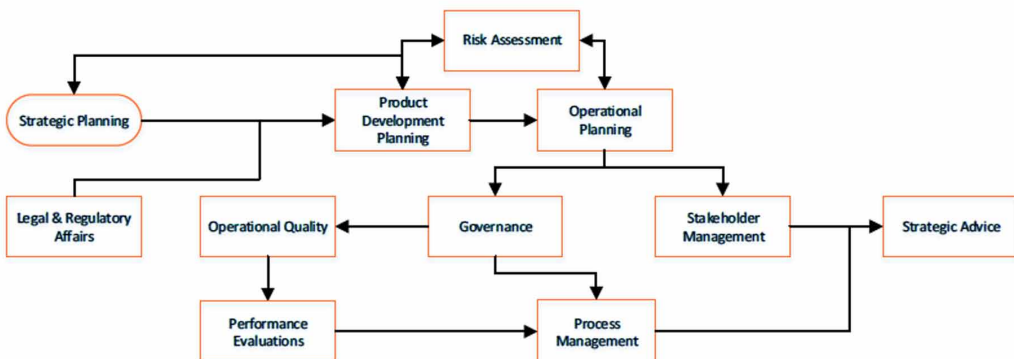 Risk Assessment
Strategic Planning
Product
Development
Planning
Operational
Planning
Legal & Regulatory
Affairs
Operational Quality
Governance
Stakeholder
Management
Strategic Advice
Performance
Evaluations
Process
Management